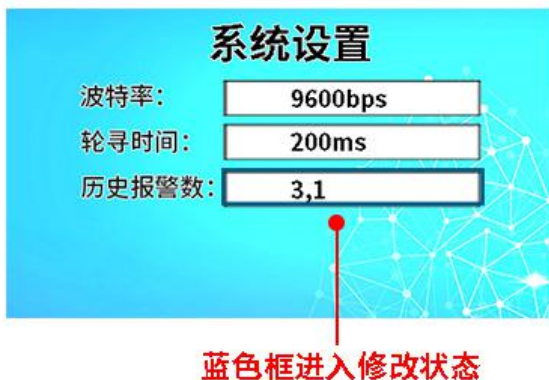 系统设置
波特率： 9600bps
轮寻时间： 200ms
历史报警数： 3,1
蓝色框进入修改状态